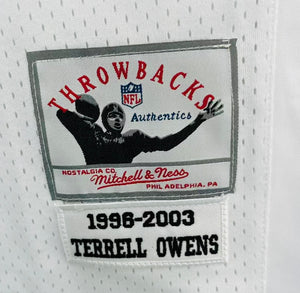 THROWBACKS
NFL
Authentics
NOSTALGIA CO.
Mitchell & Ness
PHILADELPHIA, PA
1996-2003
TERRELL OWENS